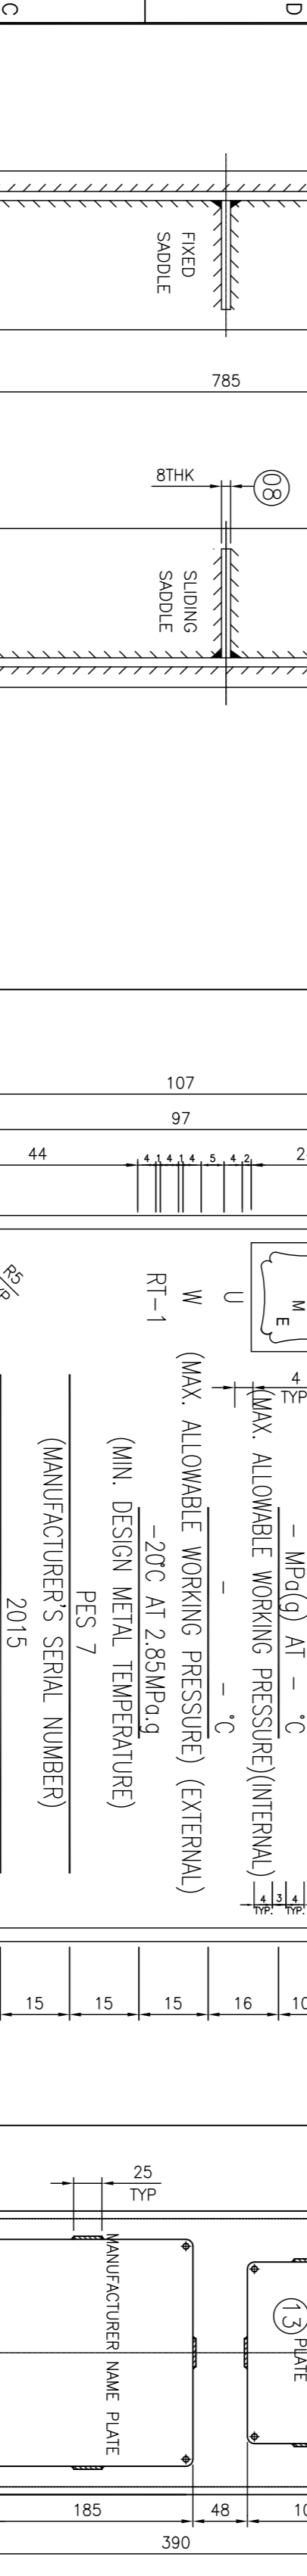 C
D
FIXED
SADDLE
785
8THK
08
SLIDING
SADDLE
107
97
44
4 1 4 1 4 5 4 2
R5
M
E
U
W
RT-1
4
TYP
- MPa(g) AT - °C
(MAX. ALLOWABLE WORKING PRESSURE)(INTERNAL)
- - °C
(MAX. ALLOWABLE WORKING PRESSURE) (EXTERNAL)
-20°C AT 2.85MPa.g
(MIN. DESIGN METAL TEMPERATURE)
PES 7
(MANUFACTURER'S SERIAL NUMBER)
2015
4 3 4
TYP. TYP.
15
15
15
16
25
TYP
MANUFACTURER NAME PLATE
13
PLATE
185
48
390